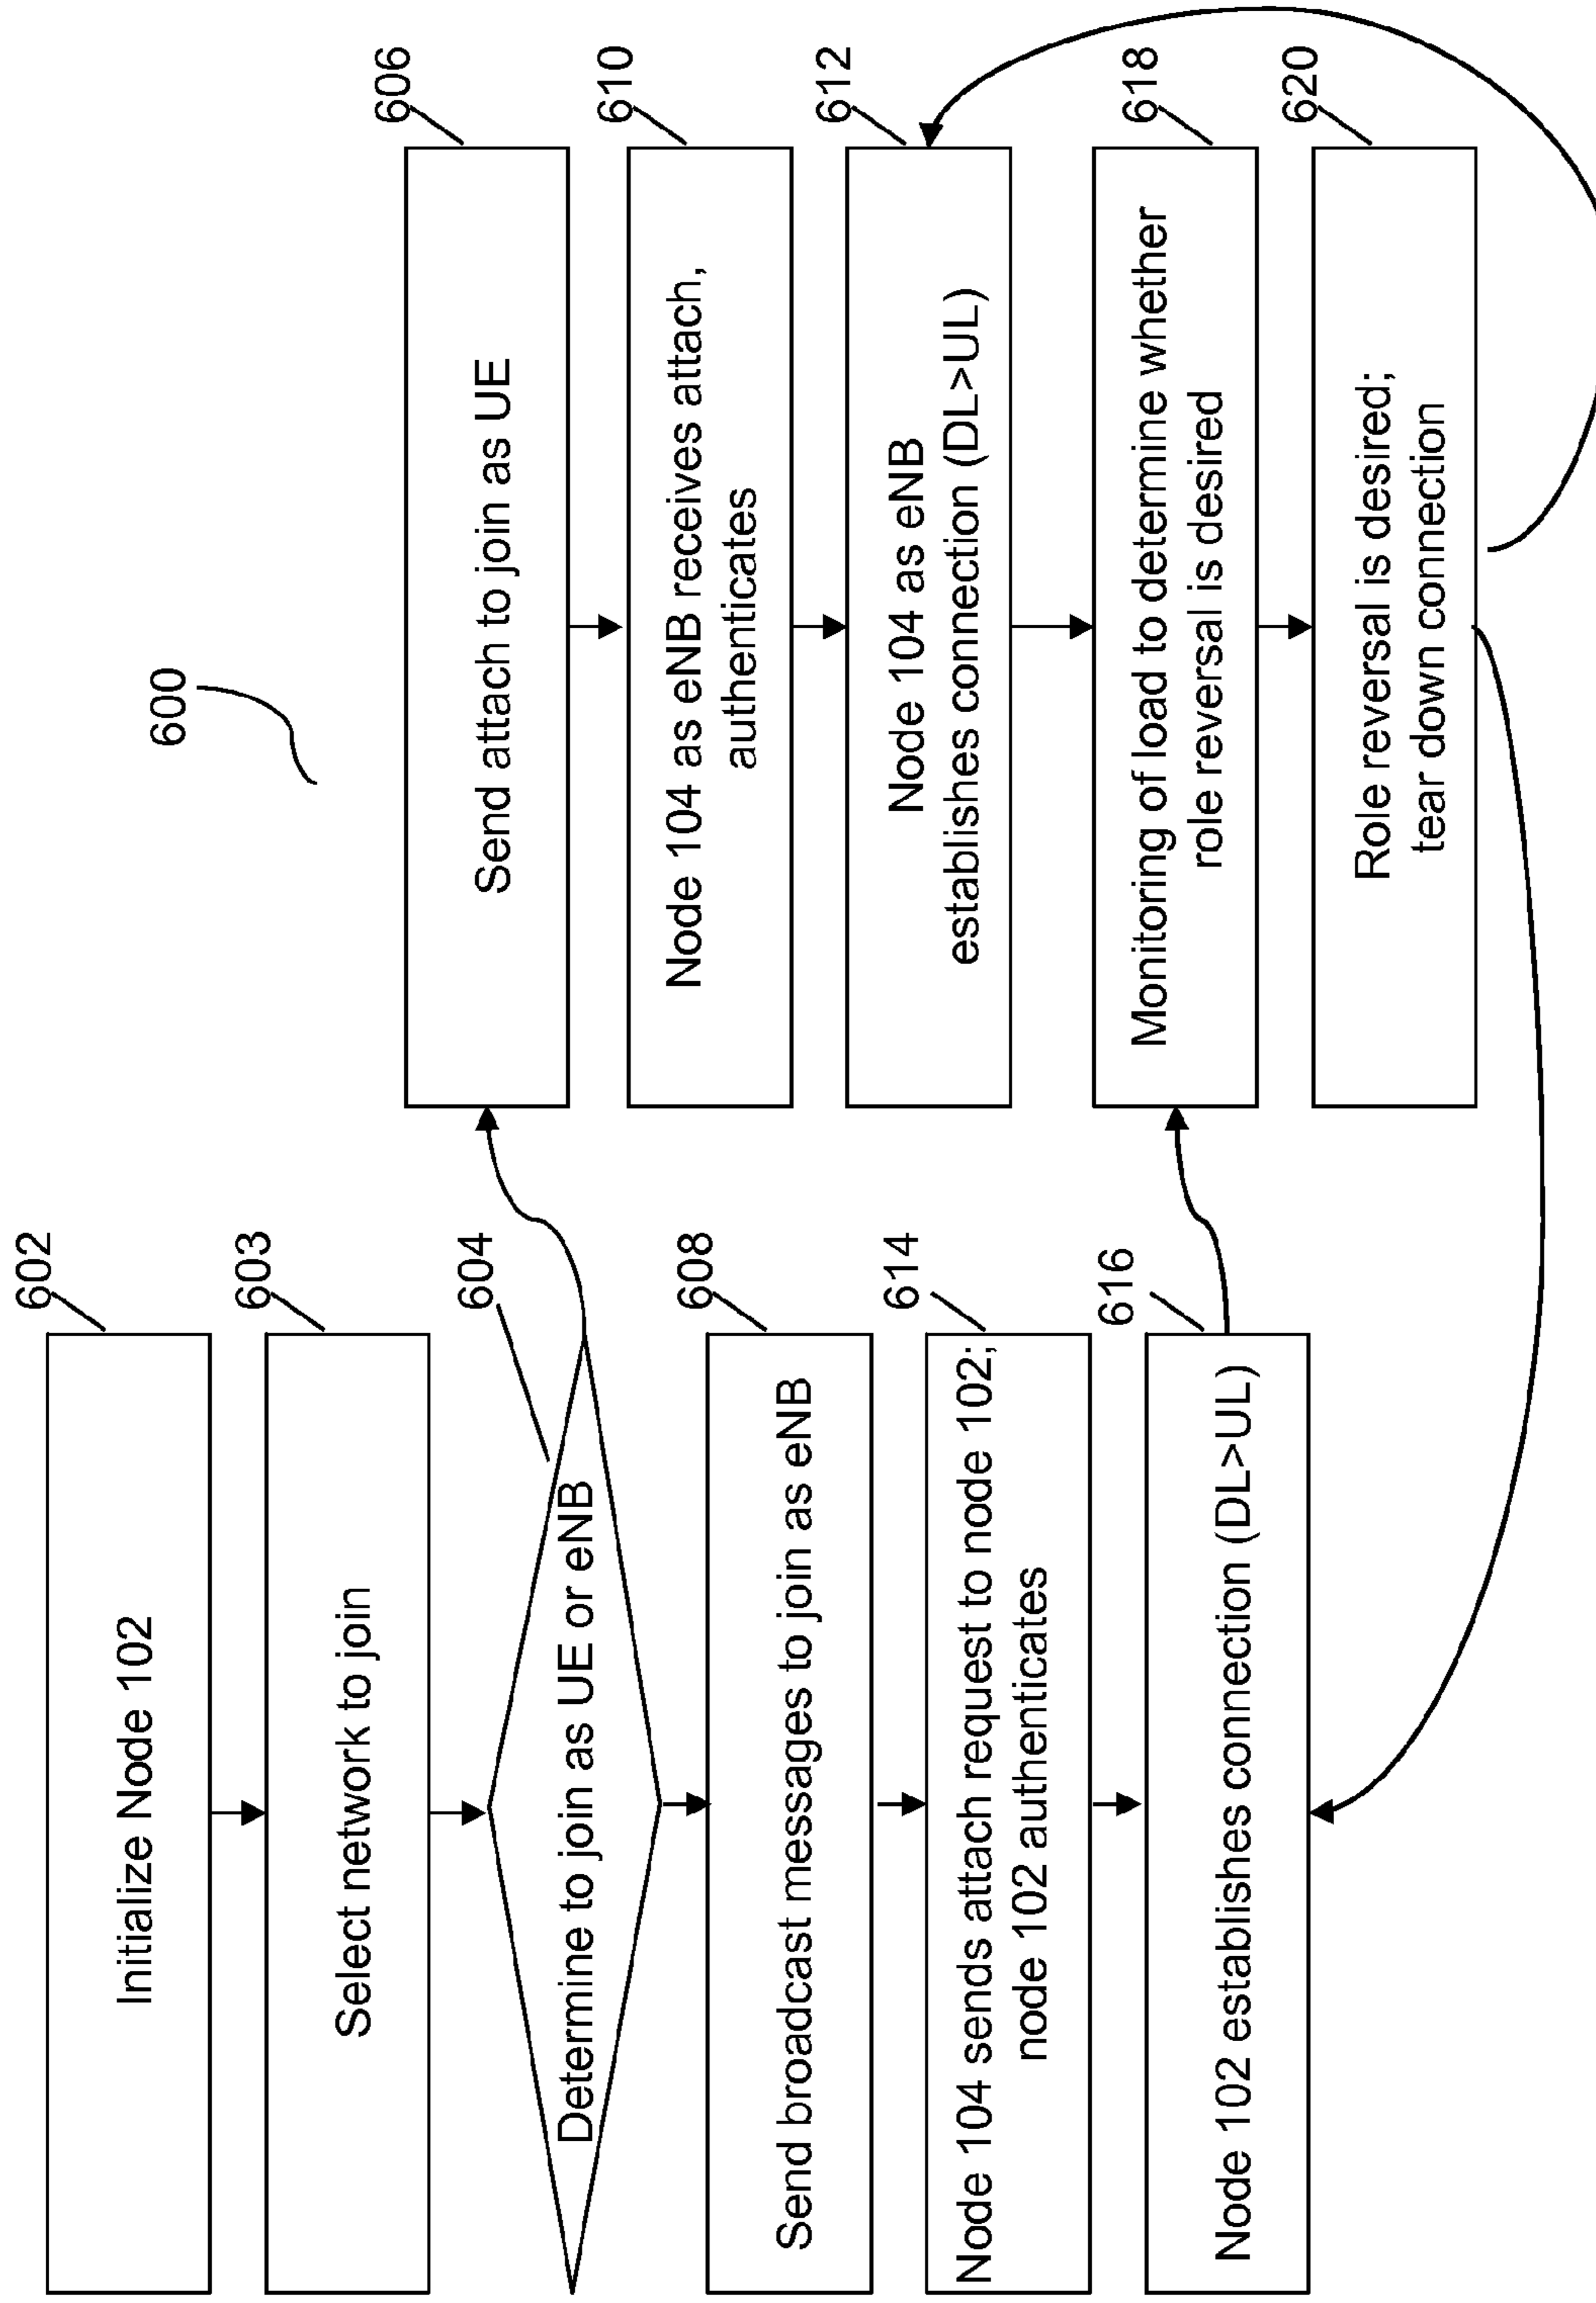 600
602
Initialize Node 102
603
Select network to join
604
Determine to join as UE or eNB
608
Send broadcast messages to join as eNB
614
Node 104 sends attach request to node 102;
node 102 authenticates
616
Node 102 establishes connection (DL>UL)
606
Send attach to join as UE
610
Node 104 as eNB receives attach,
authenticates
612
Node 104 as eNB
establishes connection (DL>UL)
618
Monitoring of load to determine whether
role reversal is desired
620
Role reversal is desired;
tear down connection